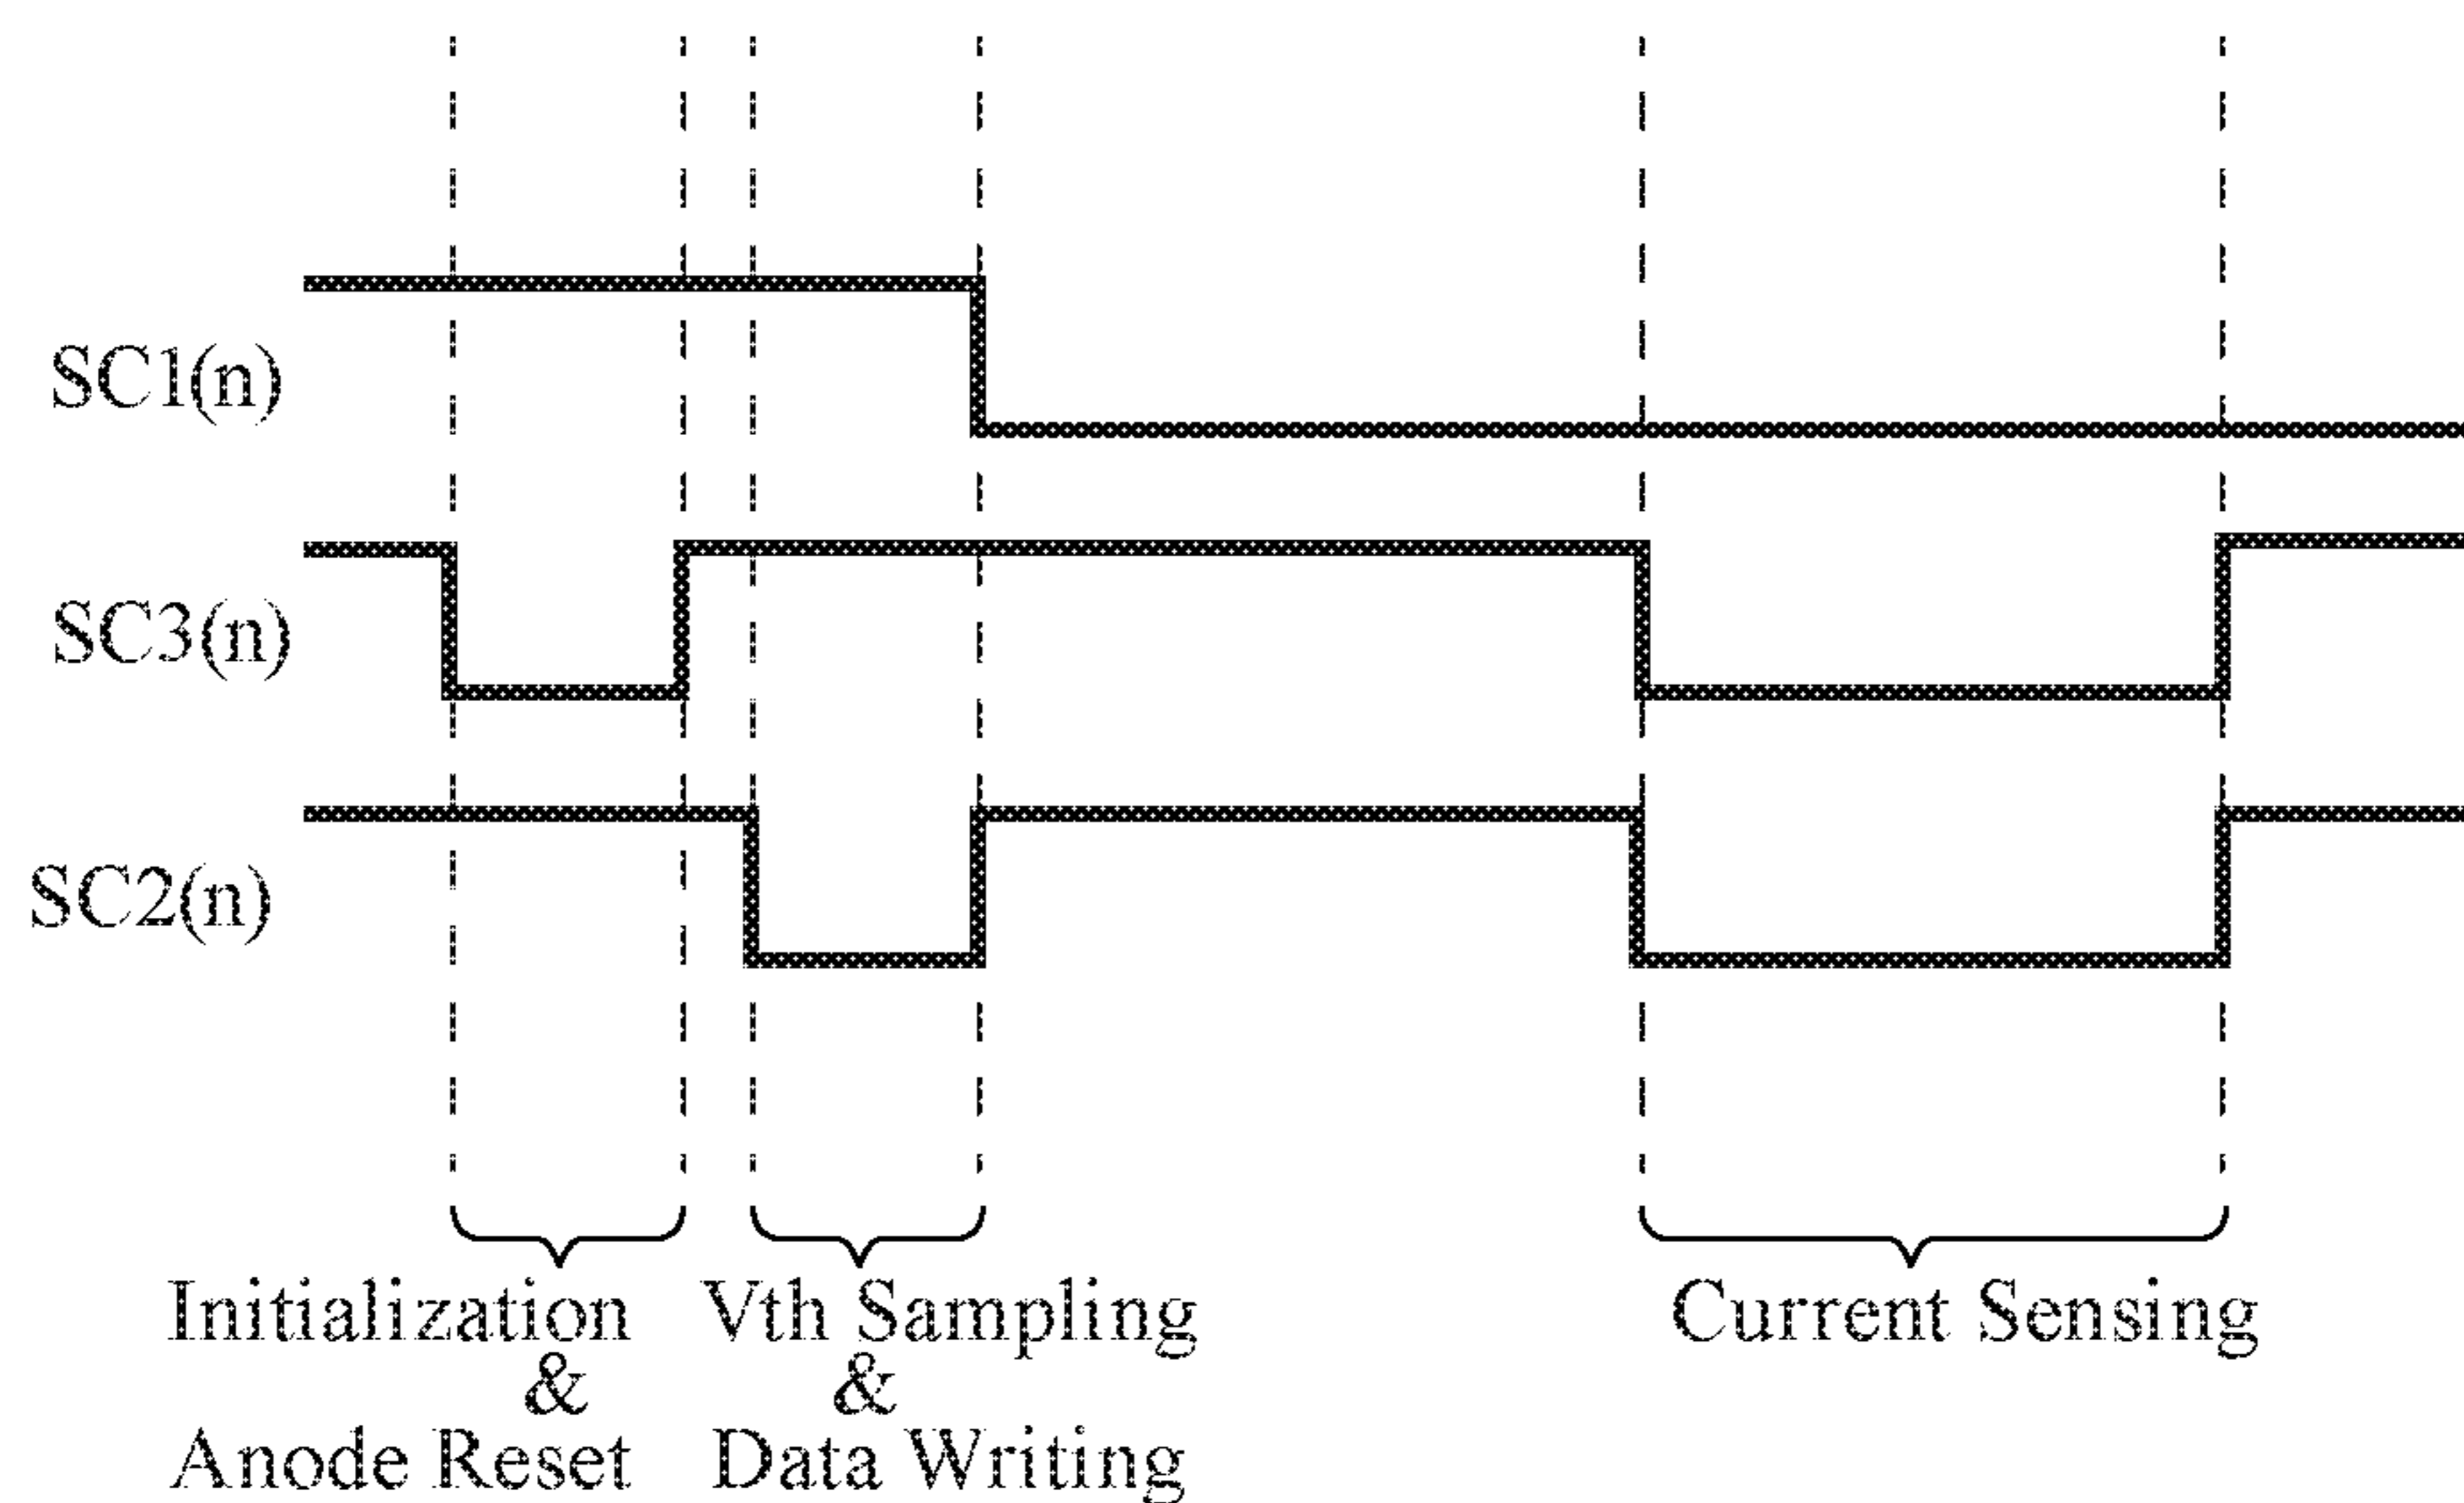 SC1(n)
SC3(n)
SC2(n)
Initialization
&
Anode Reset
Vth Sampling
&
Data Writing
Current Sensing